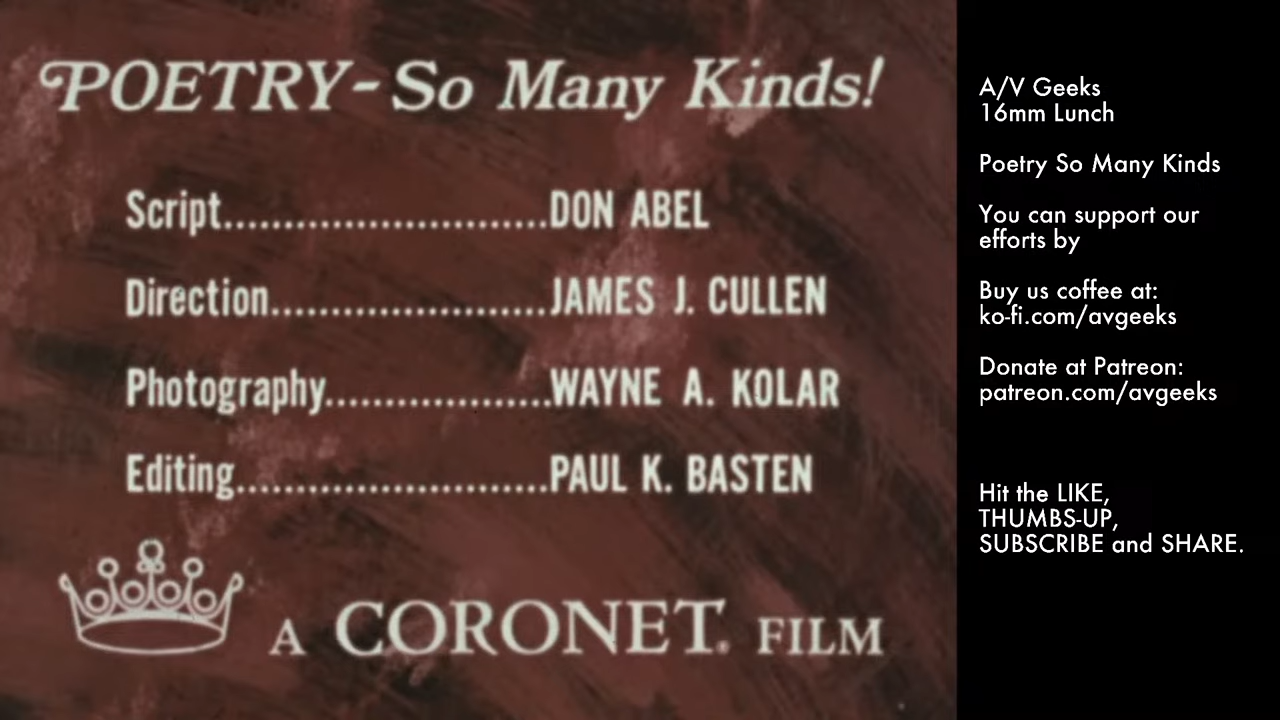 POETRY-So Many Kinds!
Script..........................DON ABEL
Direction......................JAMES J. CULLEN
Photography..................WAYNE A. KOLAR
Editing.........................PAUL K. BASTEN
A CORONET® FILM
A/V Geeks
16mm Lunch
Poetry So Many Kinds
You can support our
efforts by
Buy us coffee at:
ko-fi.com/avgeeks
Donate at Patreon:
patreon.com/avgeeks
Hit the LIKE,
THUMBS-UP,
SUBSCRIBE and SHARE.